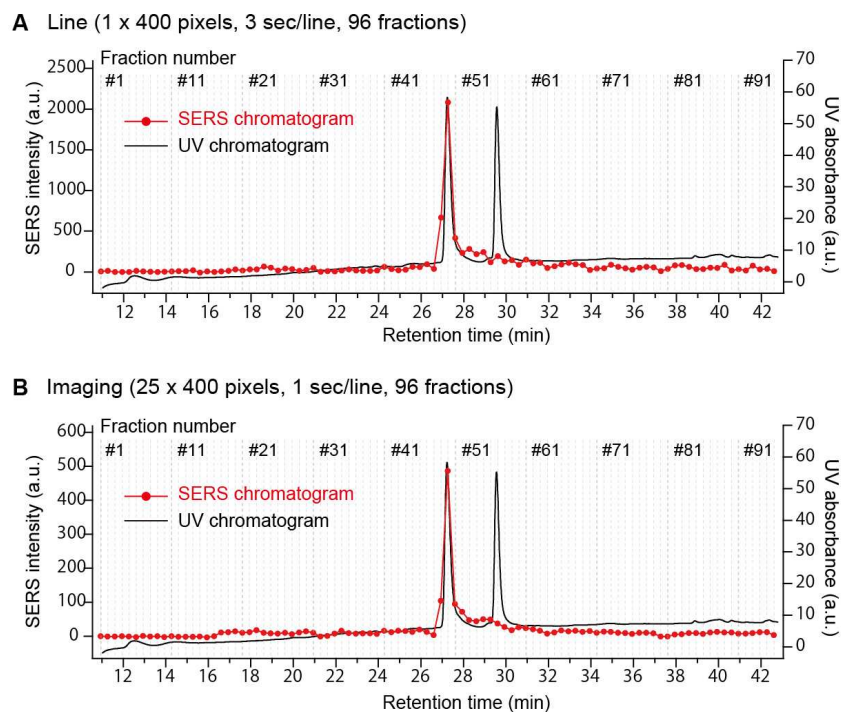 A Line (1 x 400 pixels, 3 sec/line, 96 fractions)
Fraction number
#1 #11 #21 #31 #41 #51 #61 #71 #81 #91
SERS chromatogram
UV chromatogram
SERS intensity (a.u.)
2500
2000
1500
1000
500
0
UV absorbance (a.u.)
70
60
50
40
30
20
10
0
12 14 16 18 20 22 24 26 28 30 32 34 36 38 40 42
Retention time (min)
B Imaging (25 x 400 pixels, 1 sec/line, 96 fractions)
Fraction number
#1 #11 #21 #31 #41 #51 #61 #71 #81 #91
SERS chromatogram
UV chromatogram
SERS intensity (a.u.)
600
500
400
300
200
100
0
UV absorbance (a.u.)
70
60
50
40
30
20
10
0
12 14 16 18 20 22 24 26 28 30 32 34 36 38 40 42
Retention time (min)